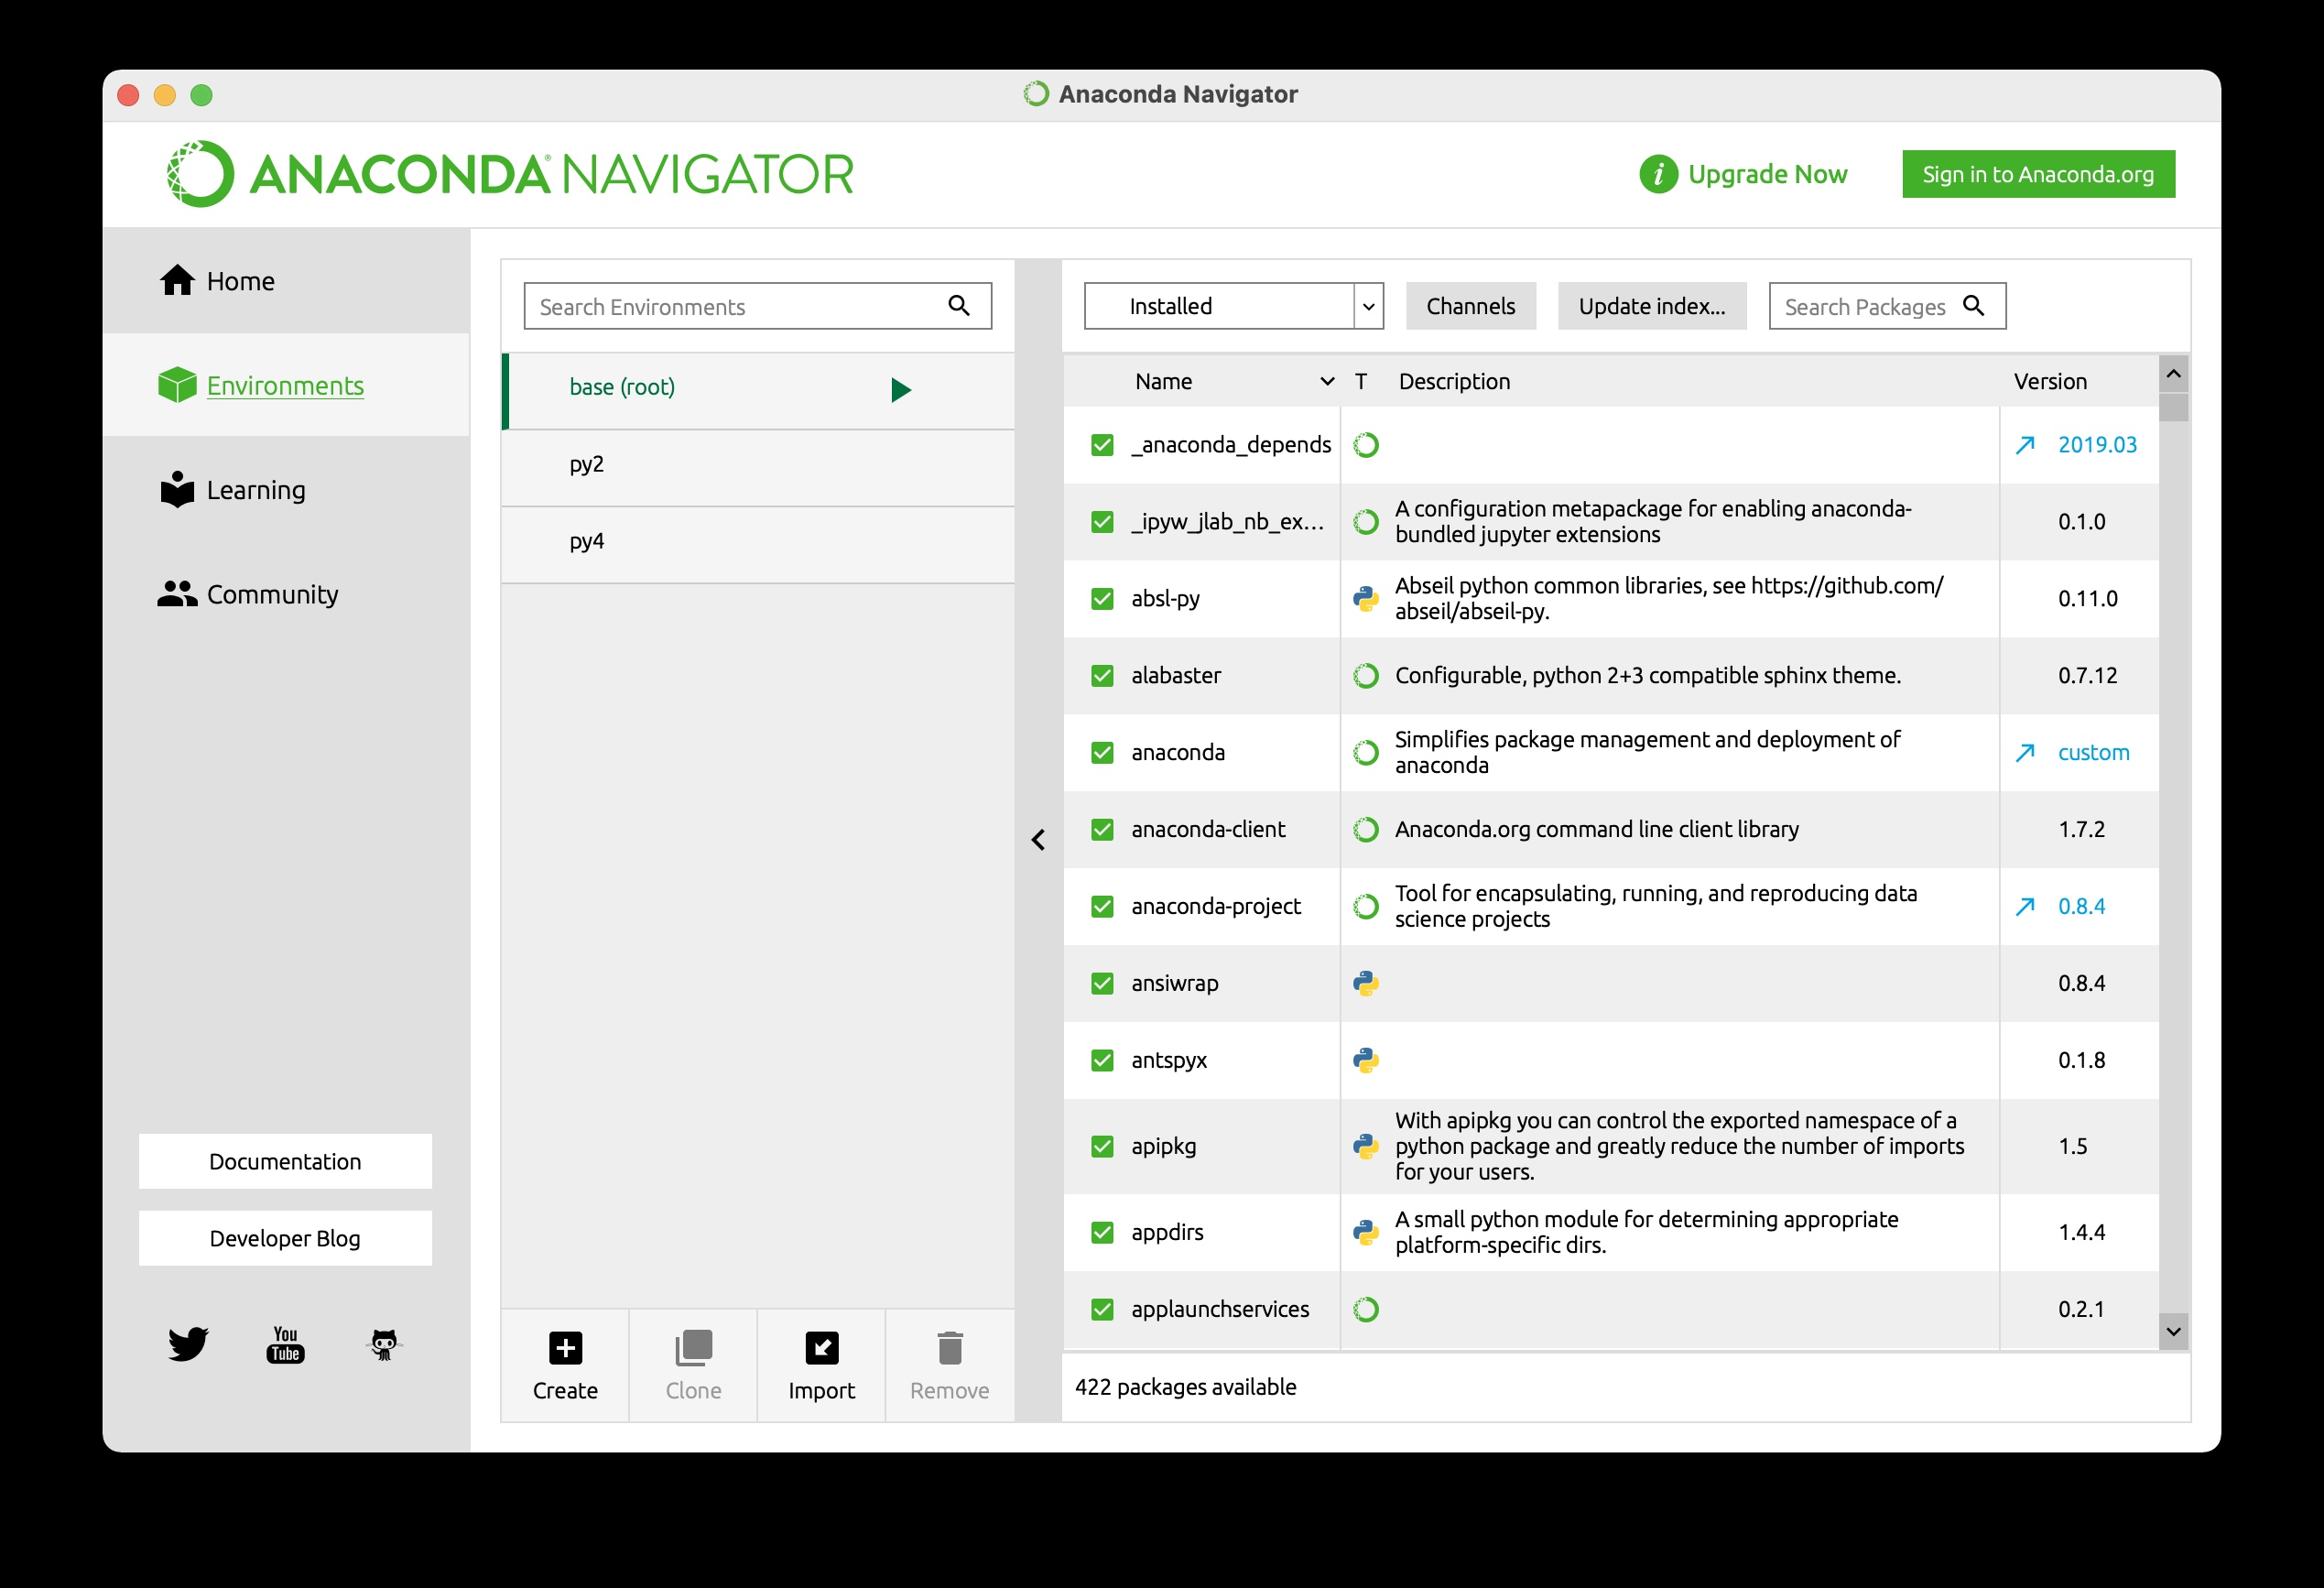 Anaconda Navigator
ANACONDA® NAVIGATOR
Upgrade Now
Sign in to Anaconda.org
Home
Environments
Learning
Community
Documentation
Developer Blog
You
Tube
Search Environments
base (root)
py2
py4
Create
Clone
Import
Remove
Installed
Channels
Update index...
Search Packages
Name T Description Version
_anaconda_depends 2019.03
_ipyw_jlab_nb_ex... A configuration metapackage for enabling anaconda-
bundled jupyter extensions 0.1.0
absl-py Abseil python common libraries, see https://github.com/
abseil/abseil-py. 0.11.0
alabaster Configurable, python 2+3 compatible sphinx theme. 0.7.12
anaconda Simplifies package management and deployment of
anaconda custom
anaconda-client Anaconda.org command line client library 1.7.2
anaconda-project Tool for encapsulating, running, and reproducing data
science projects 0.8.4
ansiwrap 0.8.4
antspyx 0.1.8
apipkg With apipkg you can control the exported namespace of a
python package and greatly reduce the number of imports
for your users. 1.5
appdirs A small python module for determining appropriate
platform-specific dirs. 1.4.4
applaunchservices 0.2.1
422 packages available